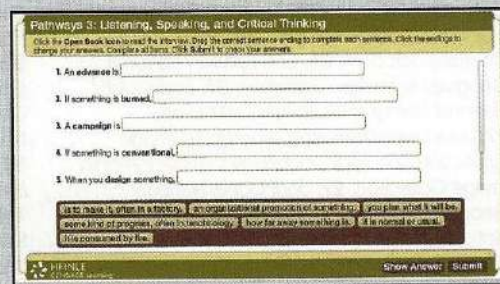 Pathways 3: Listening, Speaking, and Critical Thinking
Click the Open Book icon to read the interview. Drag the correct sentence ending to complete each sentence. Click the endings to
change your answers. Complete all items. Click Submit to check your answers.
1. An advance is
2. If something is burned,
3. A campaign is
4. If something is conventional,
5. When you design something,
is to make it, often in a factory. an organizational promotion of something. you plan what it will be.
some kind of progress, often in technology. how far away something is. it is normal or usual.
it is consumed by fire.
HEINLE Show Answer Submit
CENGAGE Learning